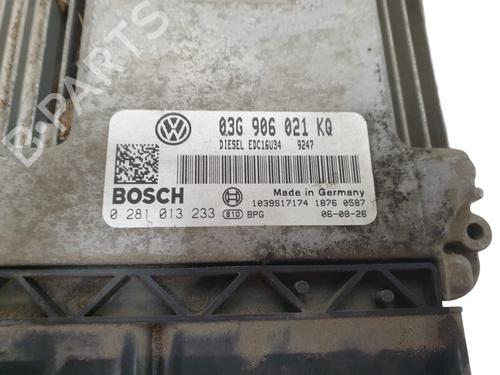 03G 906 021 KQ
DIESEL EDC16U34 9247
BOSCH
Made in Germany
1039S17174 1876 0587
0 281 013 233 810 BPG 06-08-26